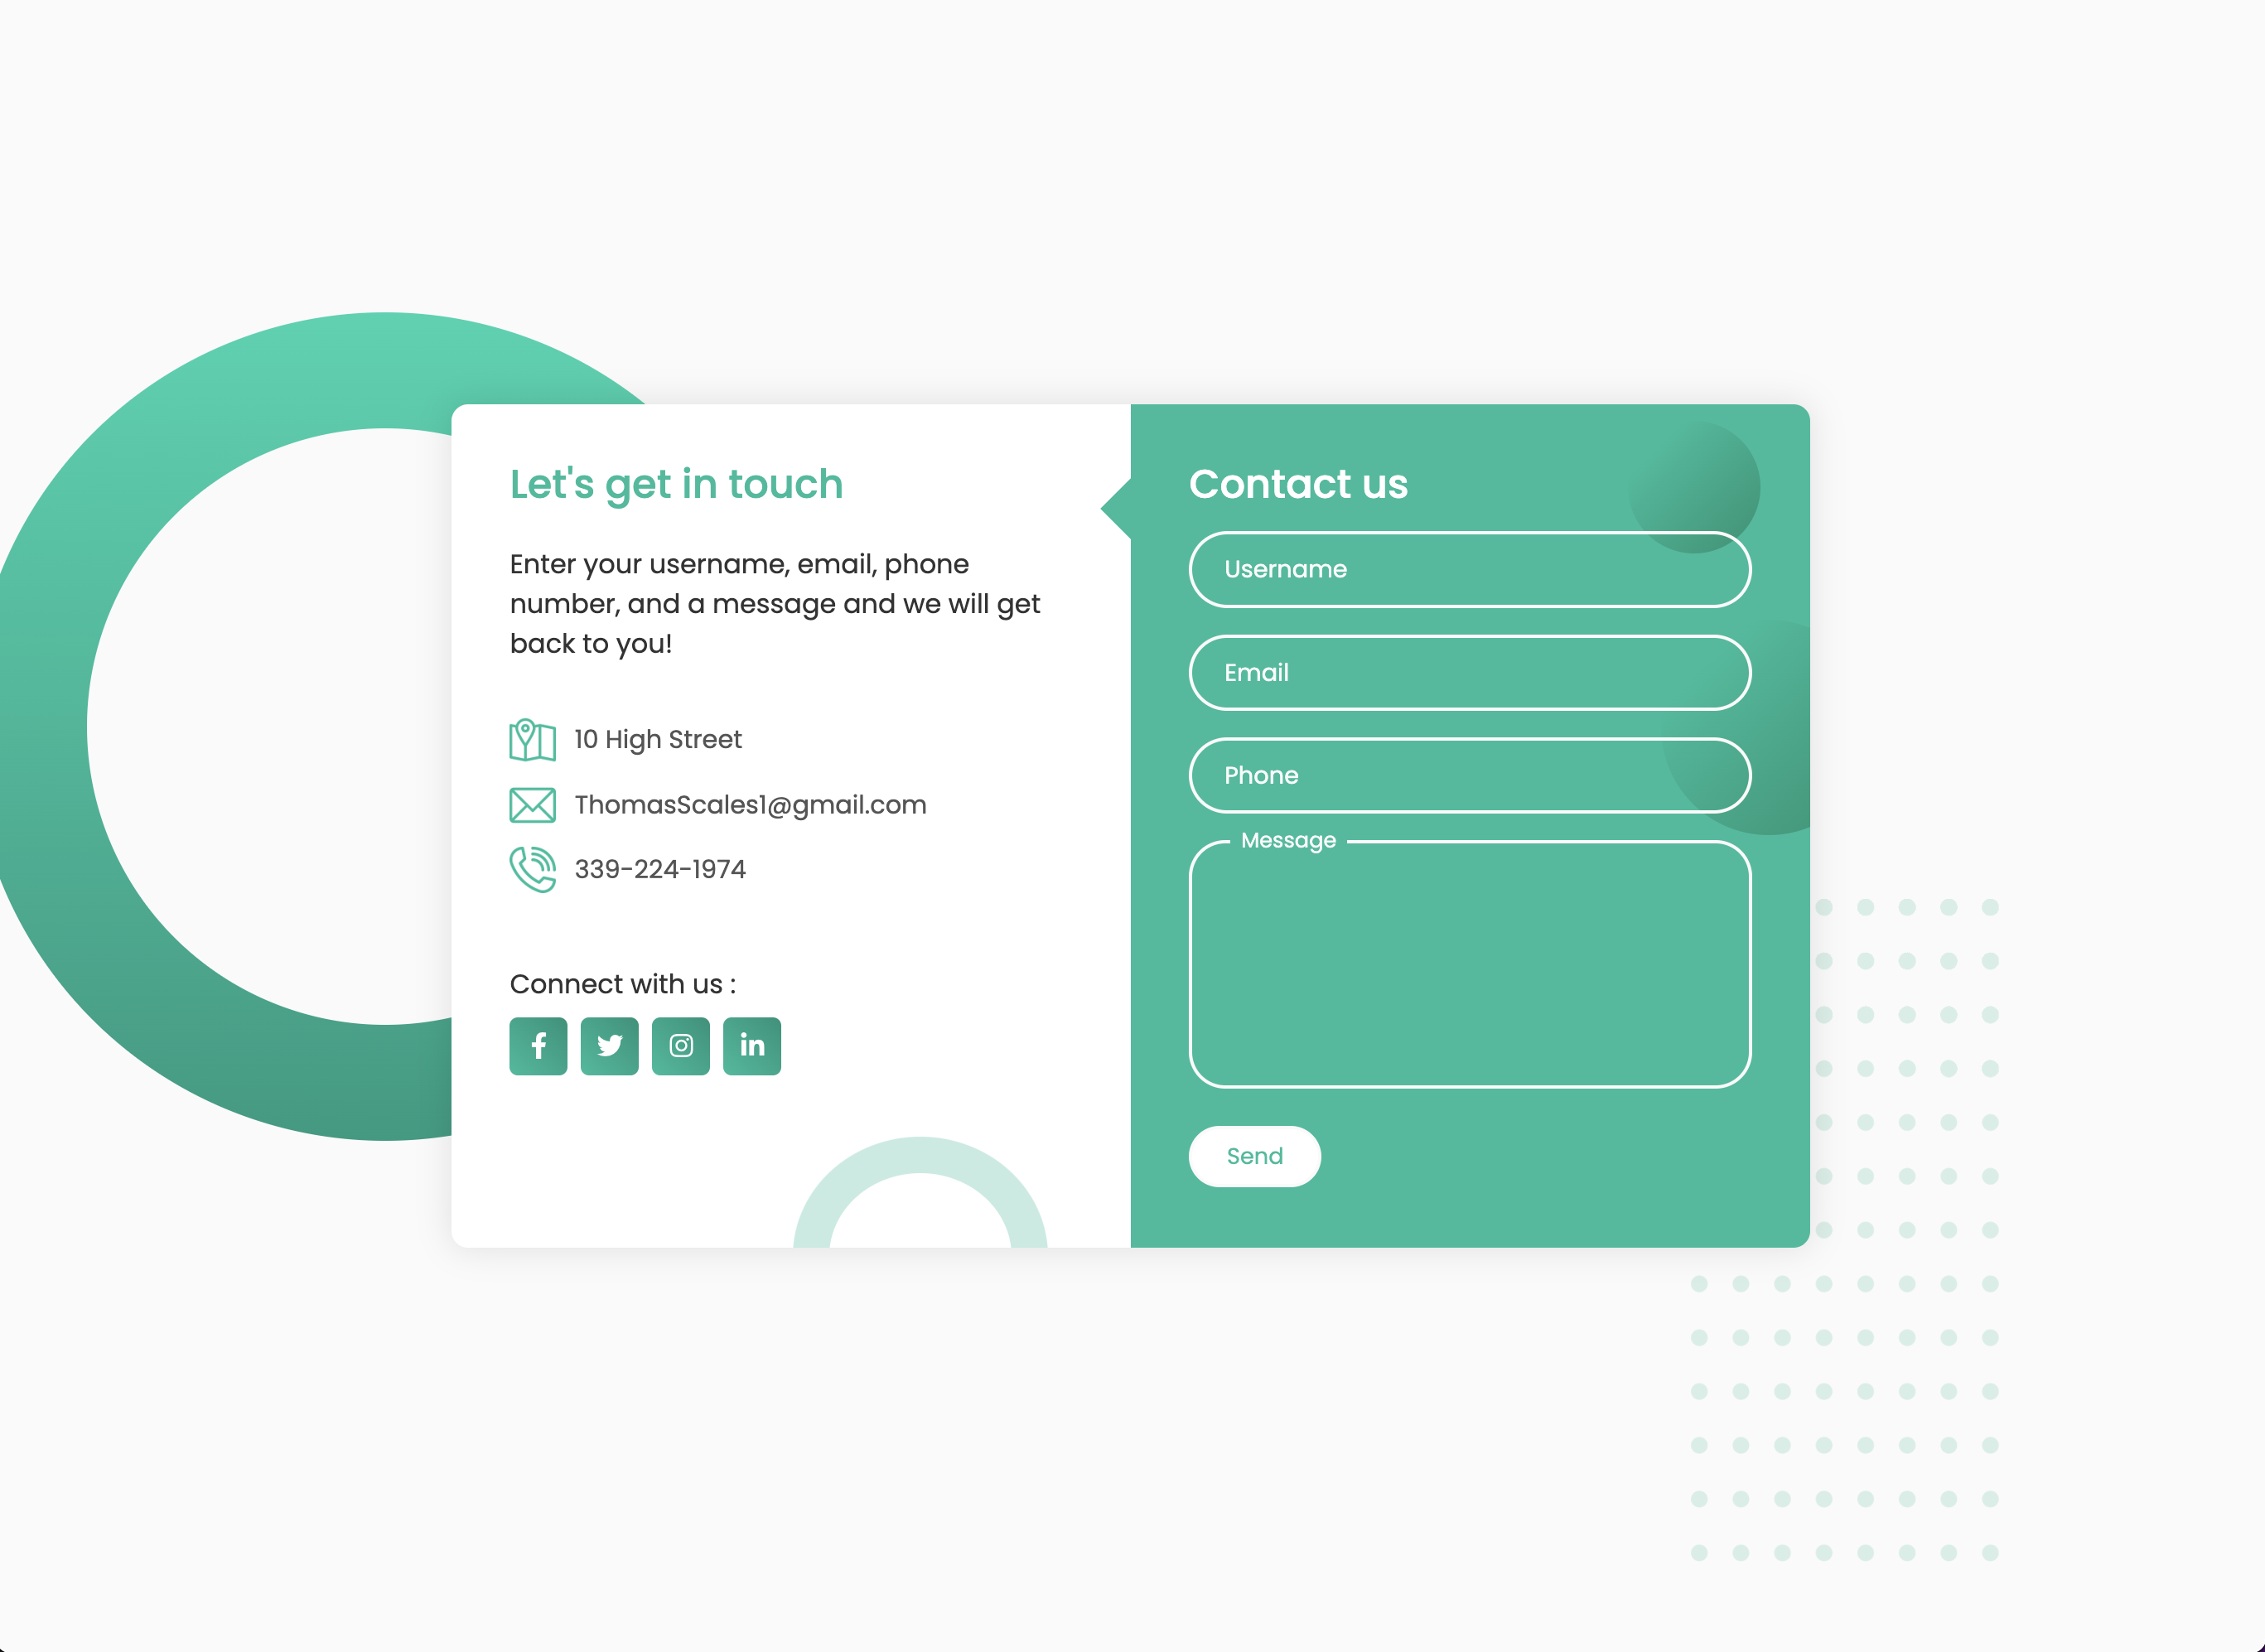 Let's get in touch
Enter your username, email, phone
number, and a message and we will get
back to you!
10 High Street
ThomasScales1@gmail.com
339-224-1974
Connect with us :
Contact us
Username
Email
Phone
Message
Send